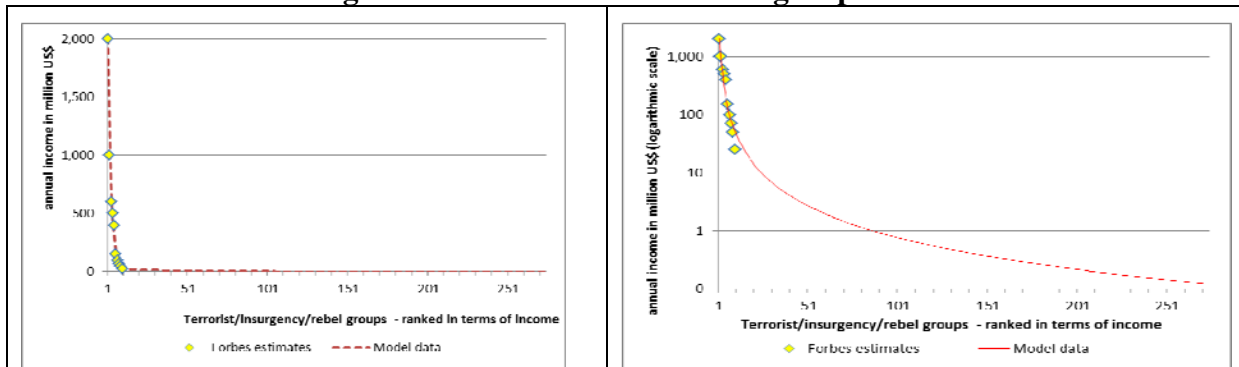 2,000
1,500
1,000
500
0
annual income in million US$
1 51 101 151 201 251
Terrorist/insurgency/rebel groups - ranked in terms of income
Forbes estimates Model data
1,000
100
10
1
0
annual income in million US$ (logarithmic scale)
1 51 101 151 201 251
Terrorist/insurgency/rebel groups - ranked in terms of income
Forbes estimates Model data